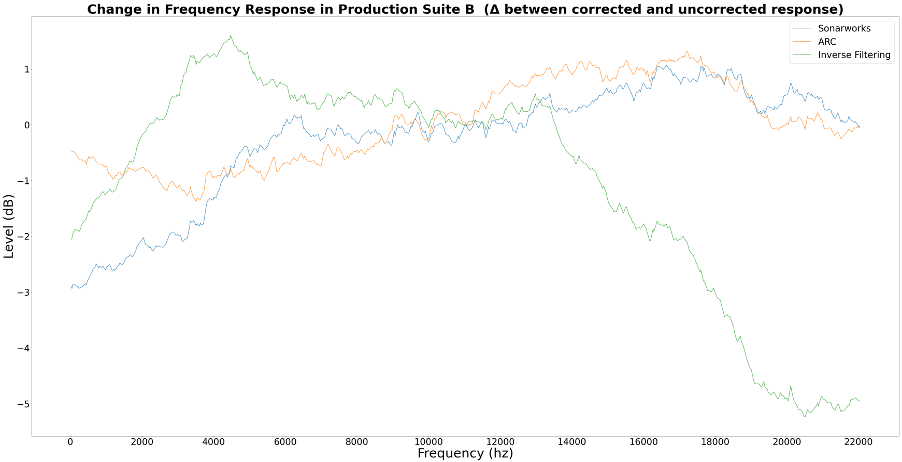 Change in Frequency Response in Production Suite B (Δ between corrected and uncorrected response)
Sonarworks
ARC
Inverse Filtering
Level (dB)
1
0
−1
−2
−3
−4
−5
0 2000 4000 6000 8000 10000 12000 14000 16000 18000 20000 22000
Frequency (hz)